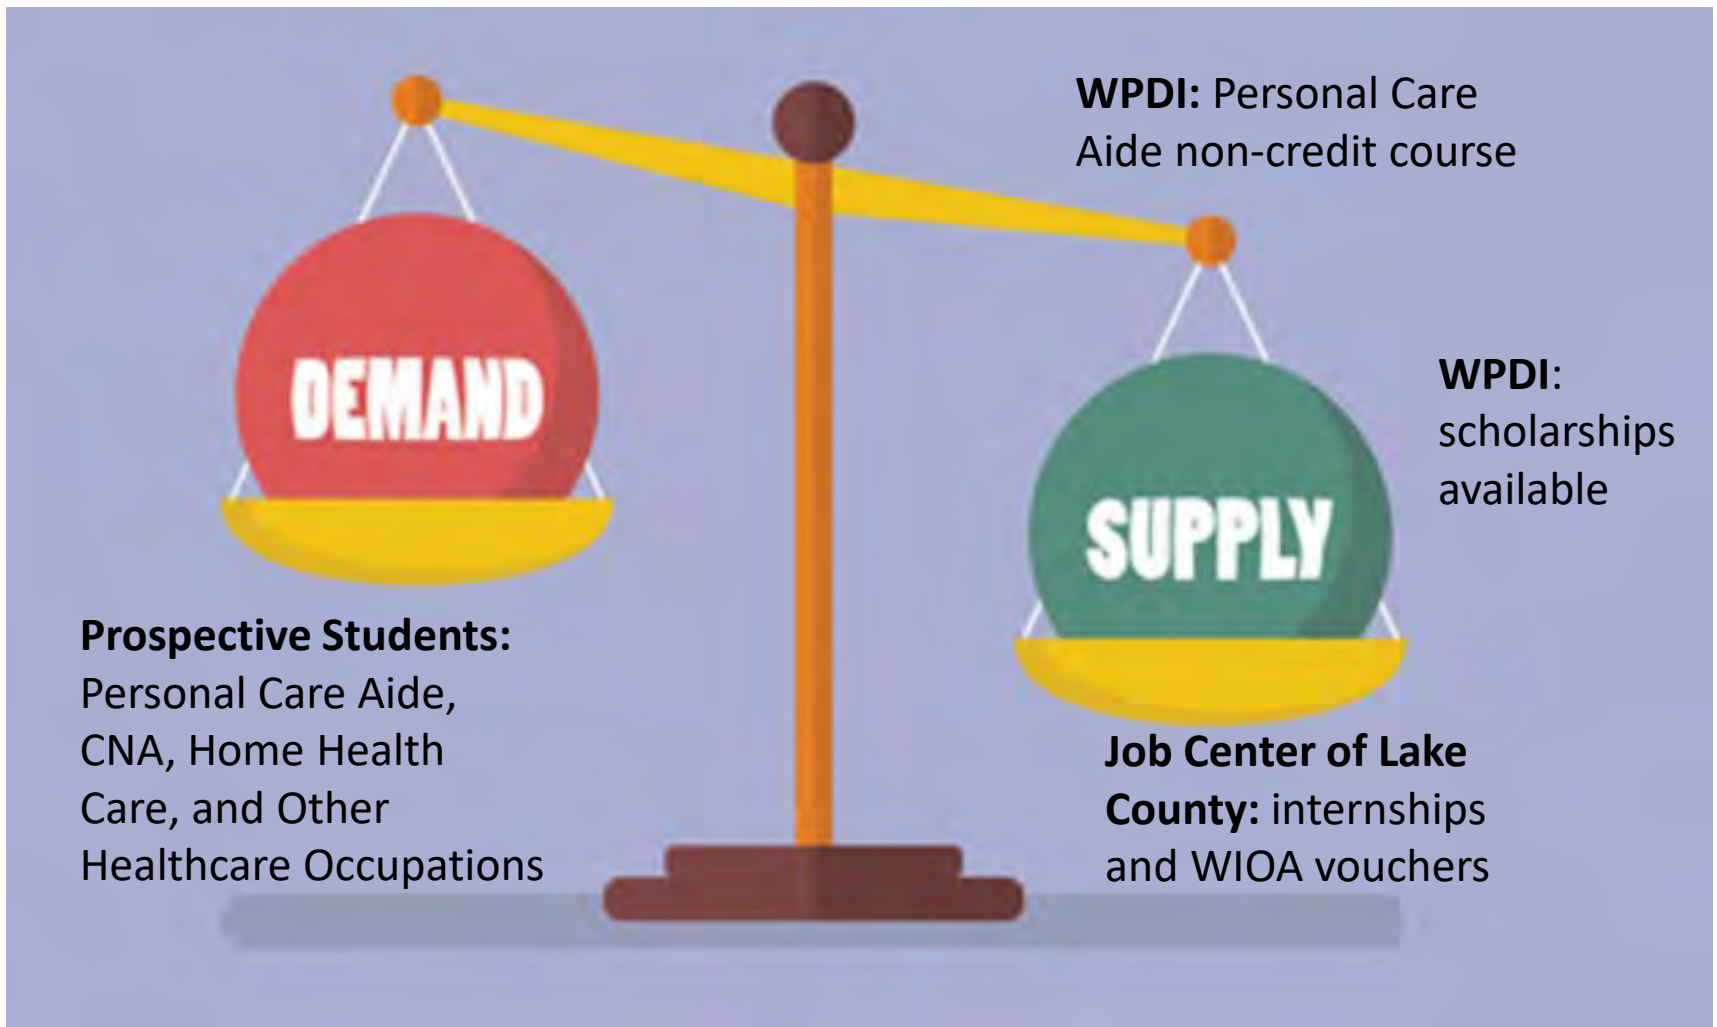 WPDI: Personal Care
Aide non-credit course
DEMAND
WPDI:
scholarships
available
SUPPLY
Prospective Students:
Personal Care Aide,
CNA, Home Health
Care, and Other
Healthcare Occupations
Job Center of Lake
County: internships
and WIOA vouchers